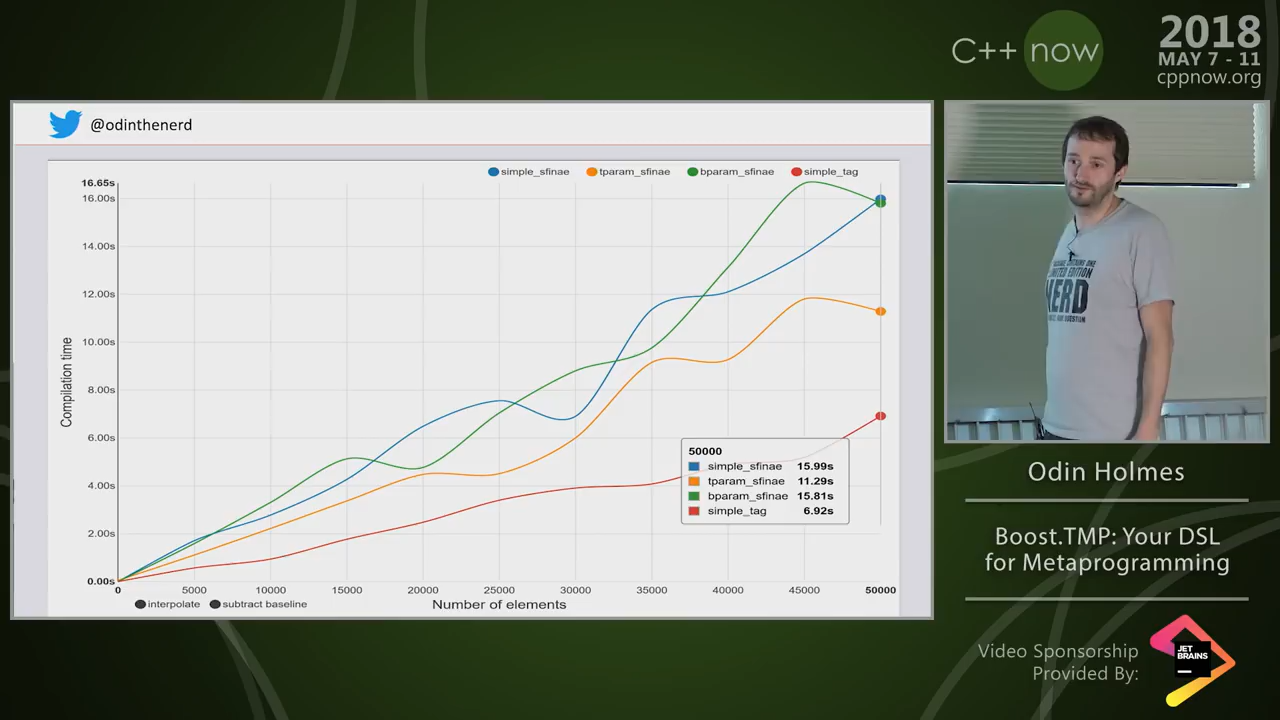 C++ now
2018
MAY 7 - 11
cppnow.org
@odinthenerd
simple_sfinae tparam_sfinae bparam_sfinae simple_tag
16.65s
16.00s
14.00s
12.00s
10.00s
8.00s
6.00s
4.00s
2.00s
0.00s
Compilation time
50000
simple_sfinae 15.99s
tparam_sfinae 11.29s
bparam_sfinae 15.81s
simple_tag 6.92s
0 5000 10000 15000 20000 25000 30000 35000 40000 45000 50000
interpolate subtract baseline
Number of elements
LIMITED EDITION
NERD
Odin Holmes
Boost.TMP: Your DSL
for Metaprogramming
Video Sponsorship
Provided By:
JET
BRAINS